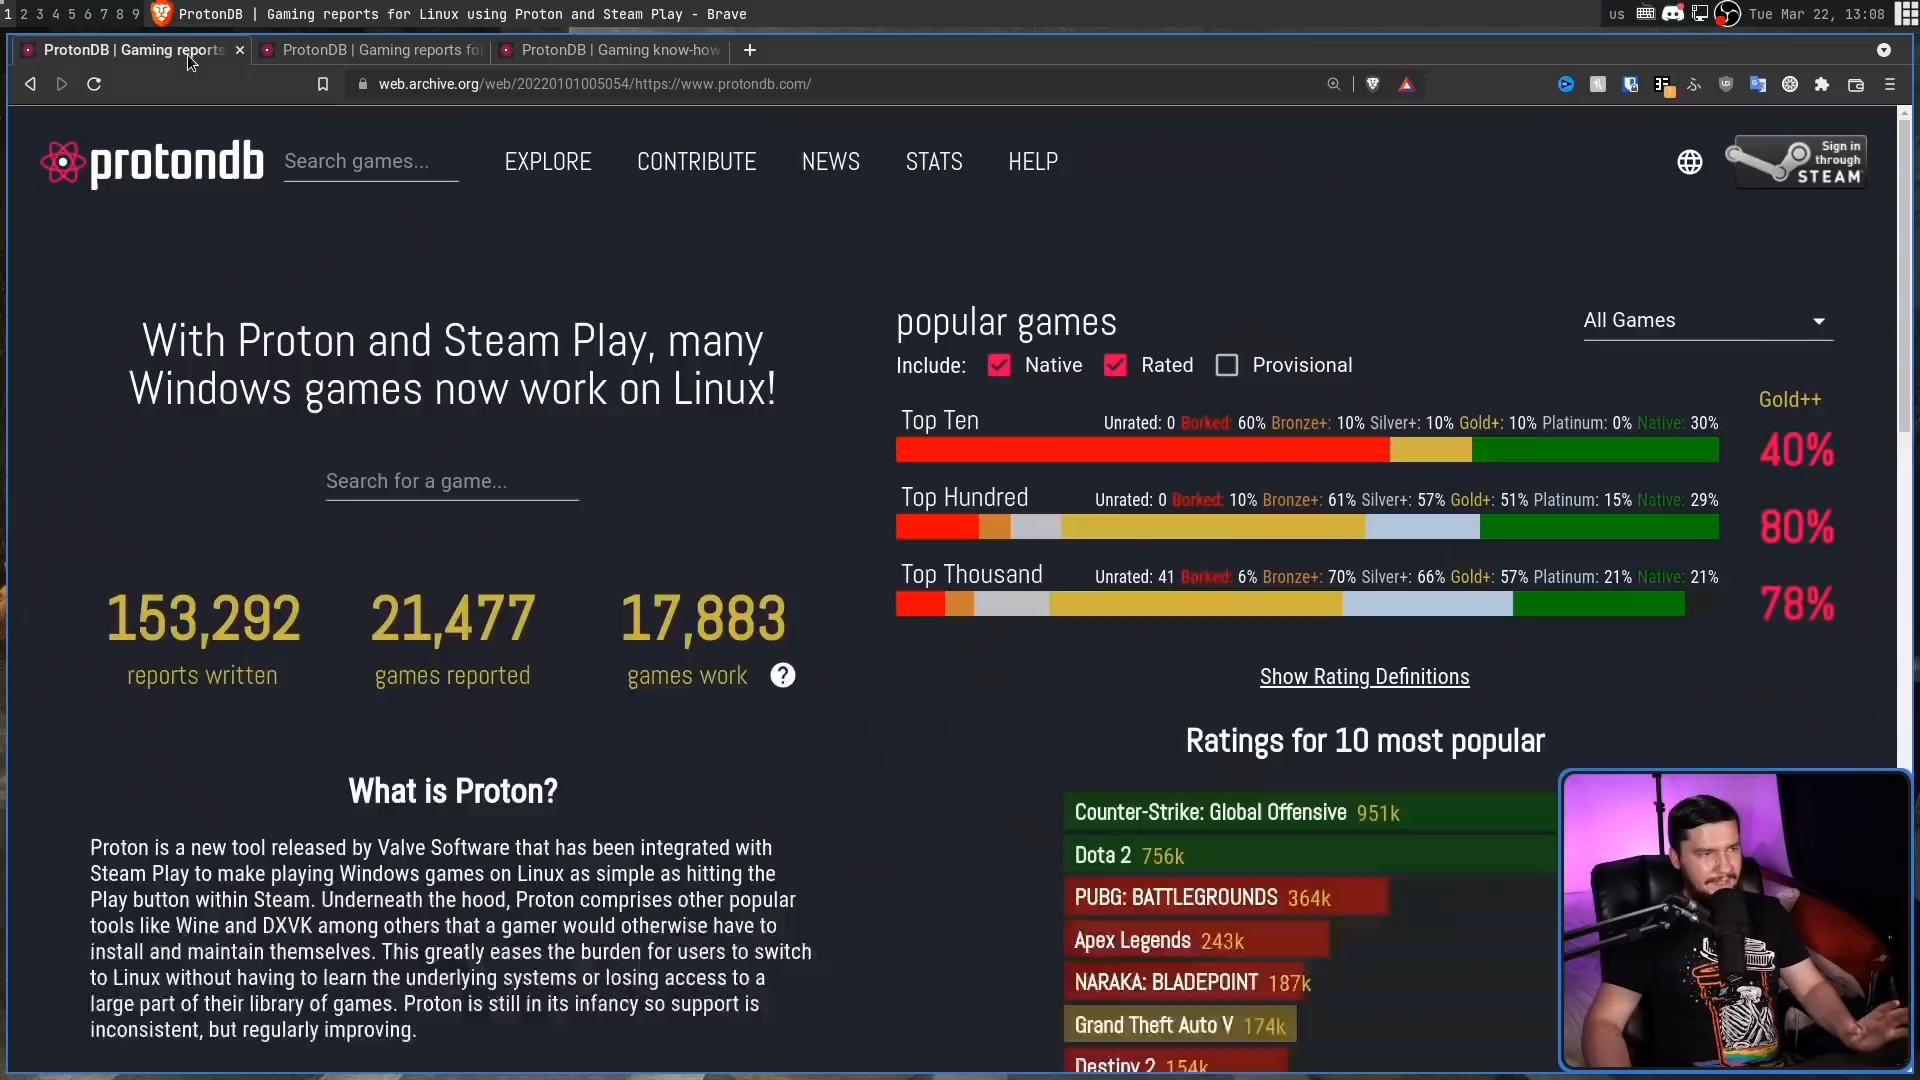 1 2 3 4 5 6 7 8 9 ProtonDB | Gaming reports for Linux using Proton and Steam Play - Brave us Tue Mar 22, 13:08
ProtonDB | Gaming reports ProtonDB | Gaming reports for ProtonDB | Gaming know-how
web.archive.org/web/20220101005054/https://www.protondb.com/
protondb Search games... EXPLORE CONTRIBUTE NEWS STATS HELP
Sign in
through
STEAM
With Proton and Steam Play, many
Windows games now work on Linux!
Search for a game...
153,292 21,477 17,883
reports written games reported games work ?
What is Proton?
Proton is a new tool released by Valve Software that has been integrated with
Steam Play to make playing Windows games on Linux as simple as hitting the
Play button within Steam. Underneath the hood, Proton comprises other popular
tools like Wine and DXVK among others that a gamer would otherwise have to
install and maintain themselves. This greatly eases the burden for users to switch
to Linux without having to learn the underlying systems or losing access to a
large part of their library of games. Proton is still in its infancy so support is
inconsistent, but regularly improving.
popular games All Games
Include: Native Rated Provisional
Gold++
Top Ten Unrated: 0 Borked: 60% Bronze+: 10% Silver+: 10% Gold+: 10% Platinum: 0% Native: 30%
40%
Top Hundred Unrated: 0 Borked: 10% Bronze+: 61% Silver+: 57% Gold+: 51% Platinum: 15% Native: 29%
80%
Top Thousand Unrated: 41 Borked: 6% Bronze+: 70% Silver+: 66% Gold+: 57% Platinum: 21% Native: 21%
78%
Show Rating Definitions
Ratings for 10 most popular
Counter-Strike: Global Offensive 951k
Dota 2 756k
PUBG: BATTLEGROUNDS 364k
Apex Legends 243k
NARAKA: BLADEPOINT 187k
Grand Theft Auto V 174k
Destiny 2 154k